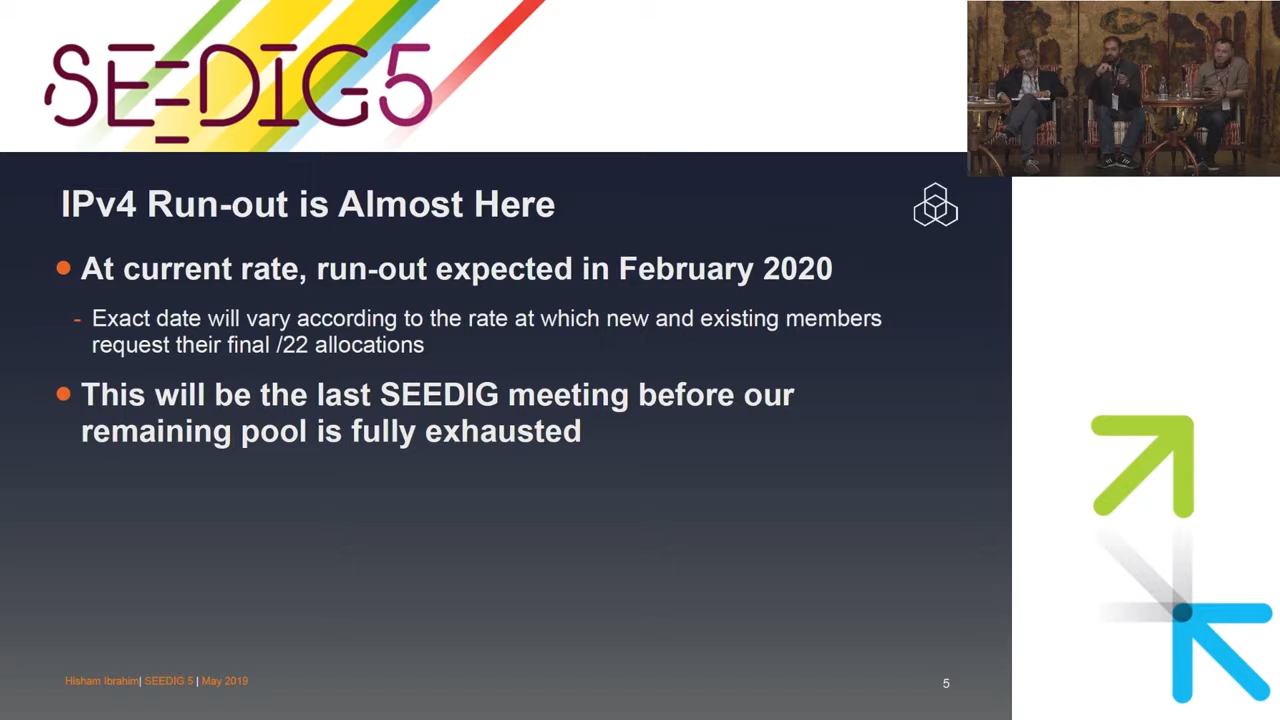 SEEDIG5
IPv4 Run-out is Almost Here
At current rate, run-out expected in February 2020
- Exact date will vary according to the rate at which new and existing members
request their final /22 allocations
This will be the last SEEDIG meeting before our
remaining pool is fully exhausted
Hisham Ibrahim| SEEDIG 5 | May 2019
5